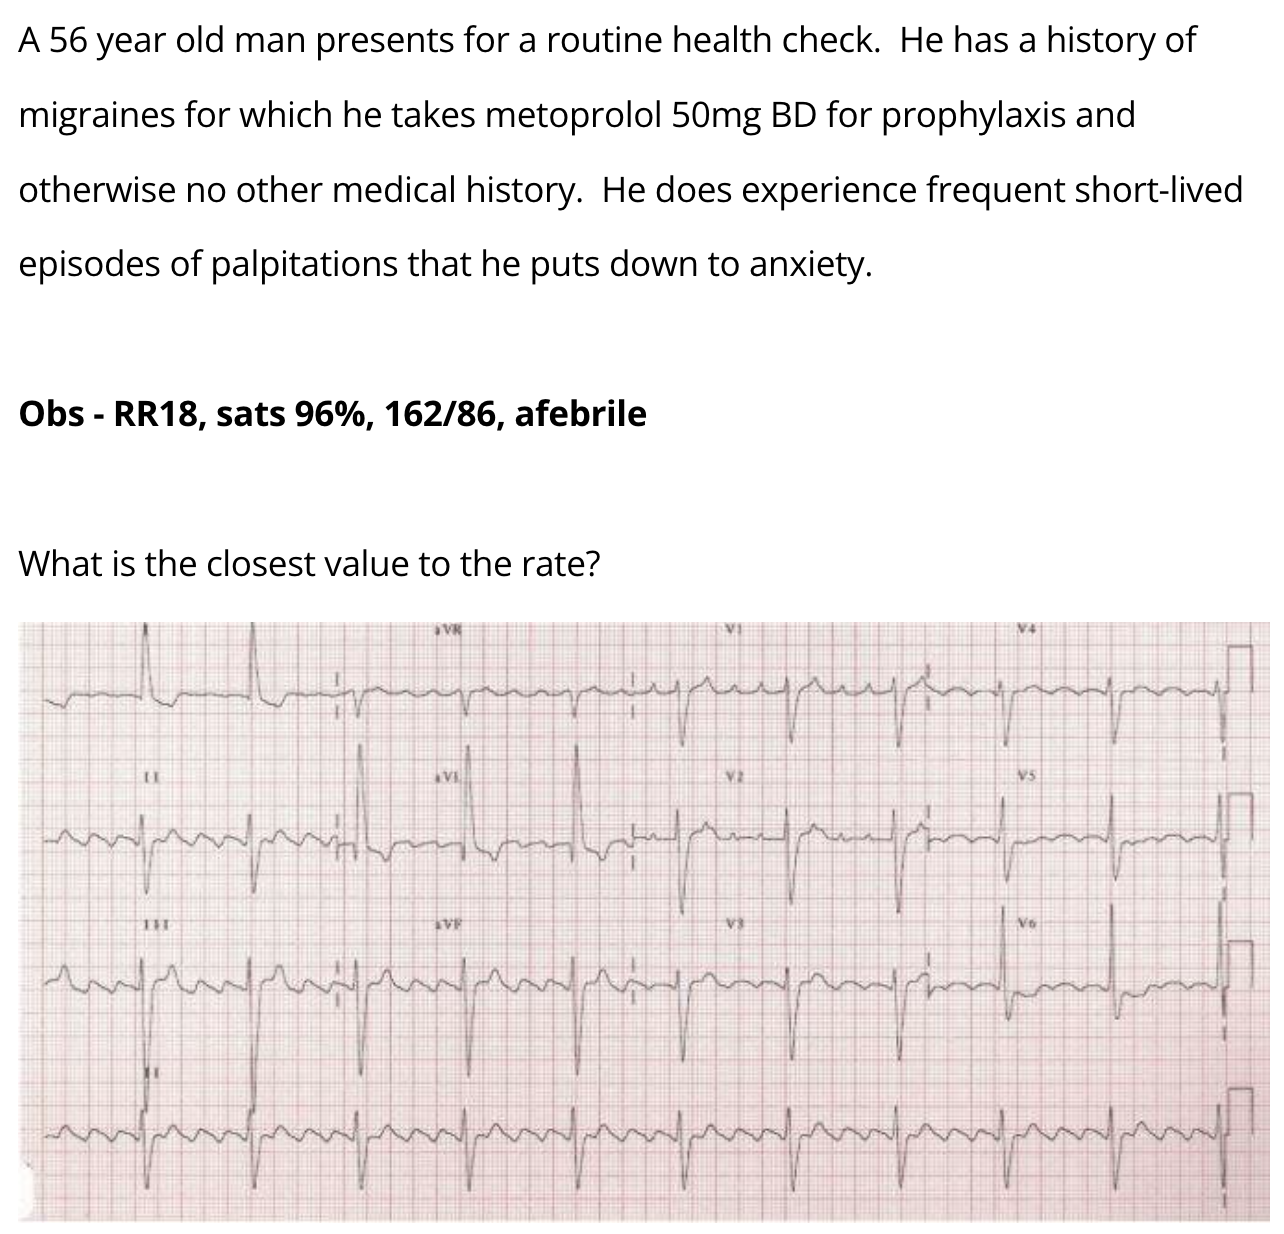 A 56 year old man presents for a routine health check.  He has a history of
migraines for which he takes metoprolol 50mg BD for prophylaxis and
otherwise no other medical history.  He does experience frequent short-lived
episodes of palpitations that he puts down to anxiety.
Obs - RR18, sats 96%, 162/86, afebrile
What is the closest value to the rate?
aVR V1 V4
II aVL V2 V5
III aVF V3 V6
II